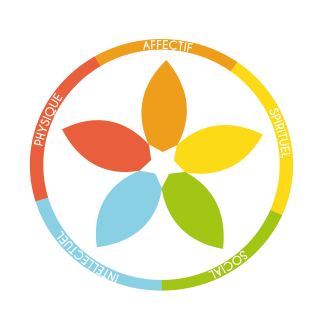 AFFECTIF
SPIRITUEL
SOCIAL
INTELLECTUEL
PHYSIQUE